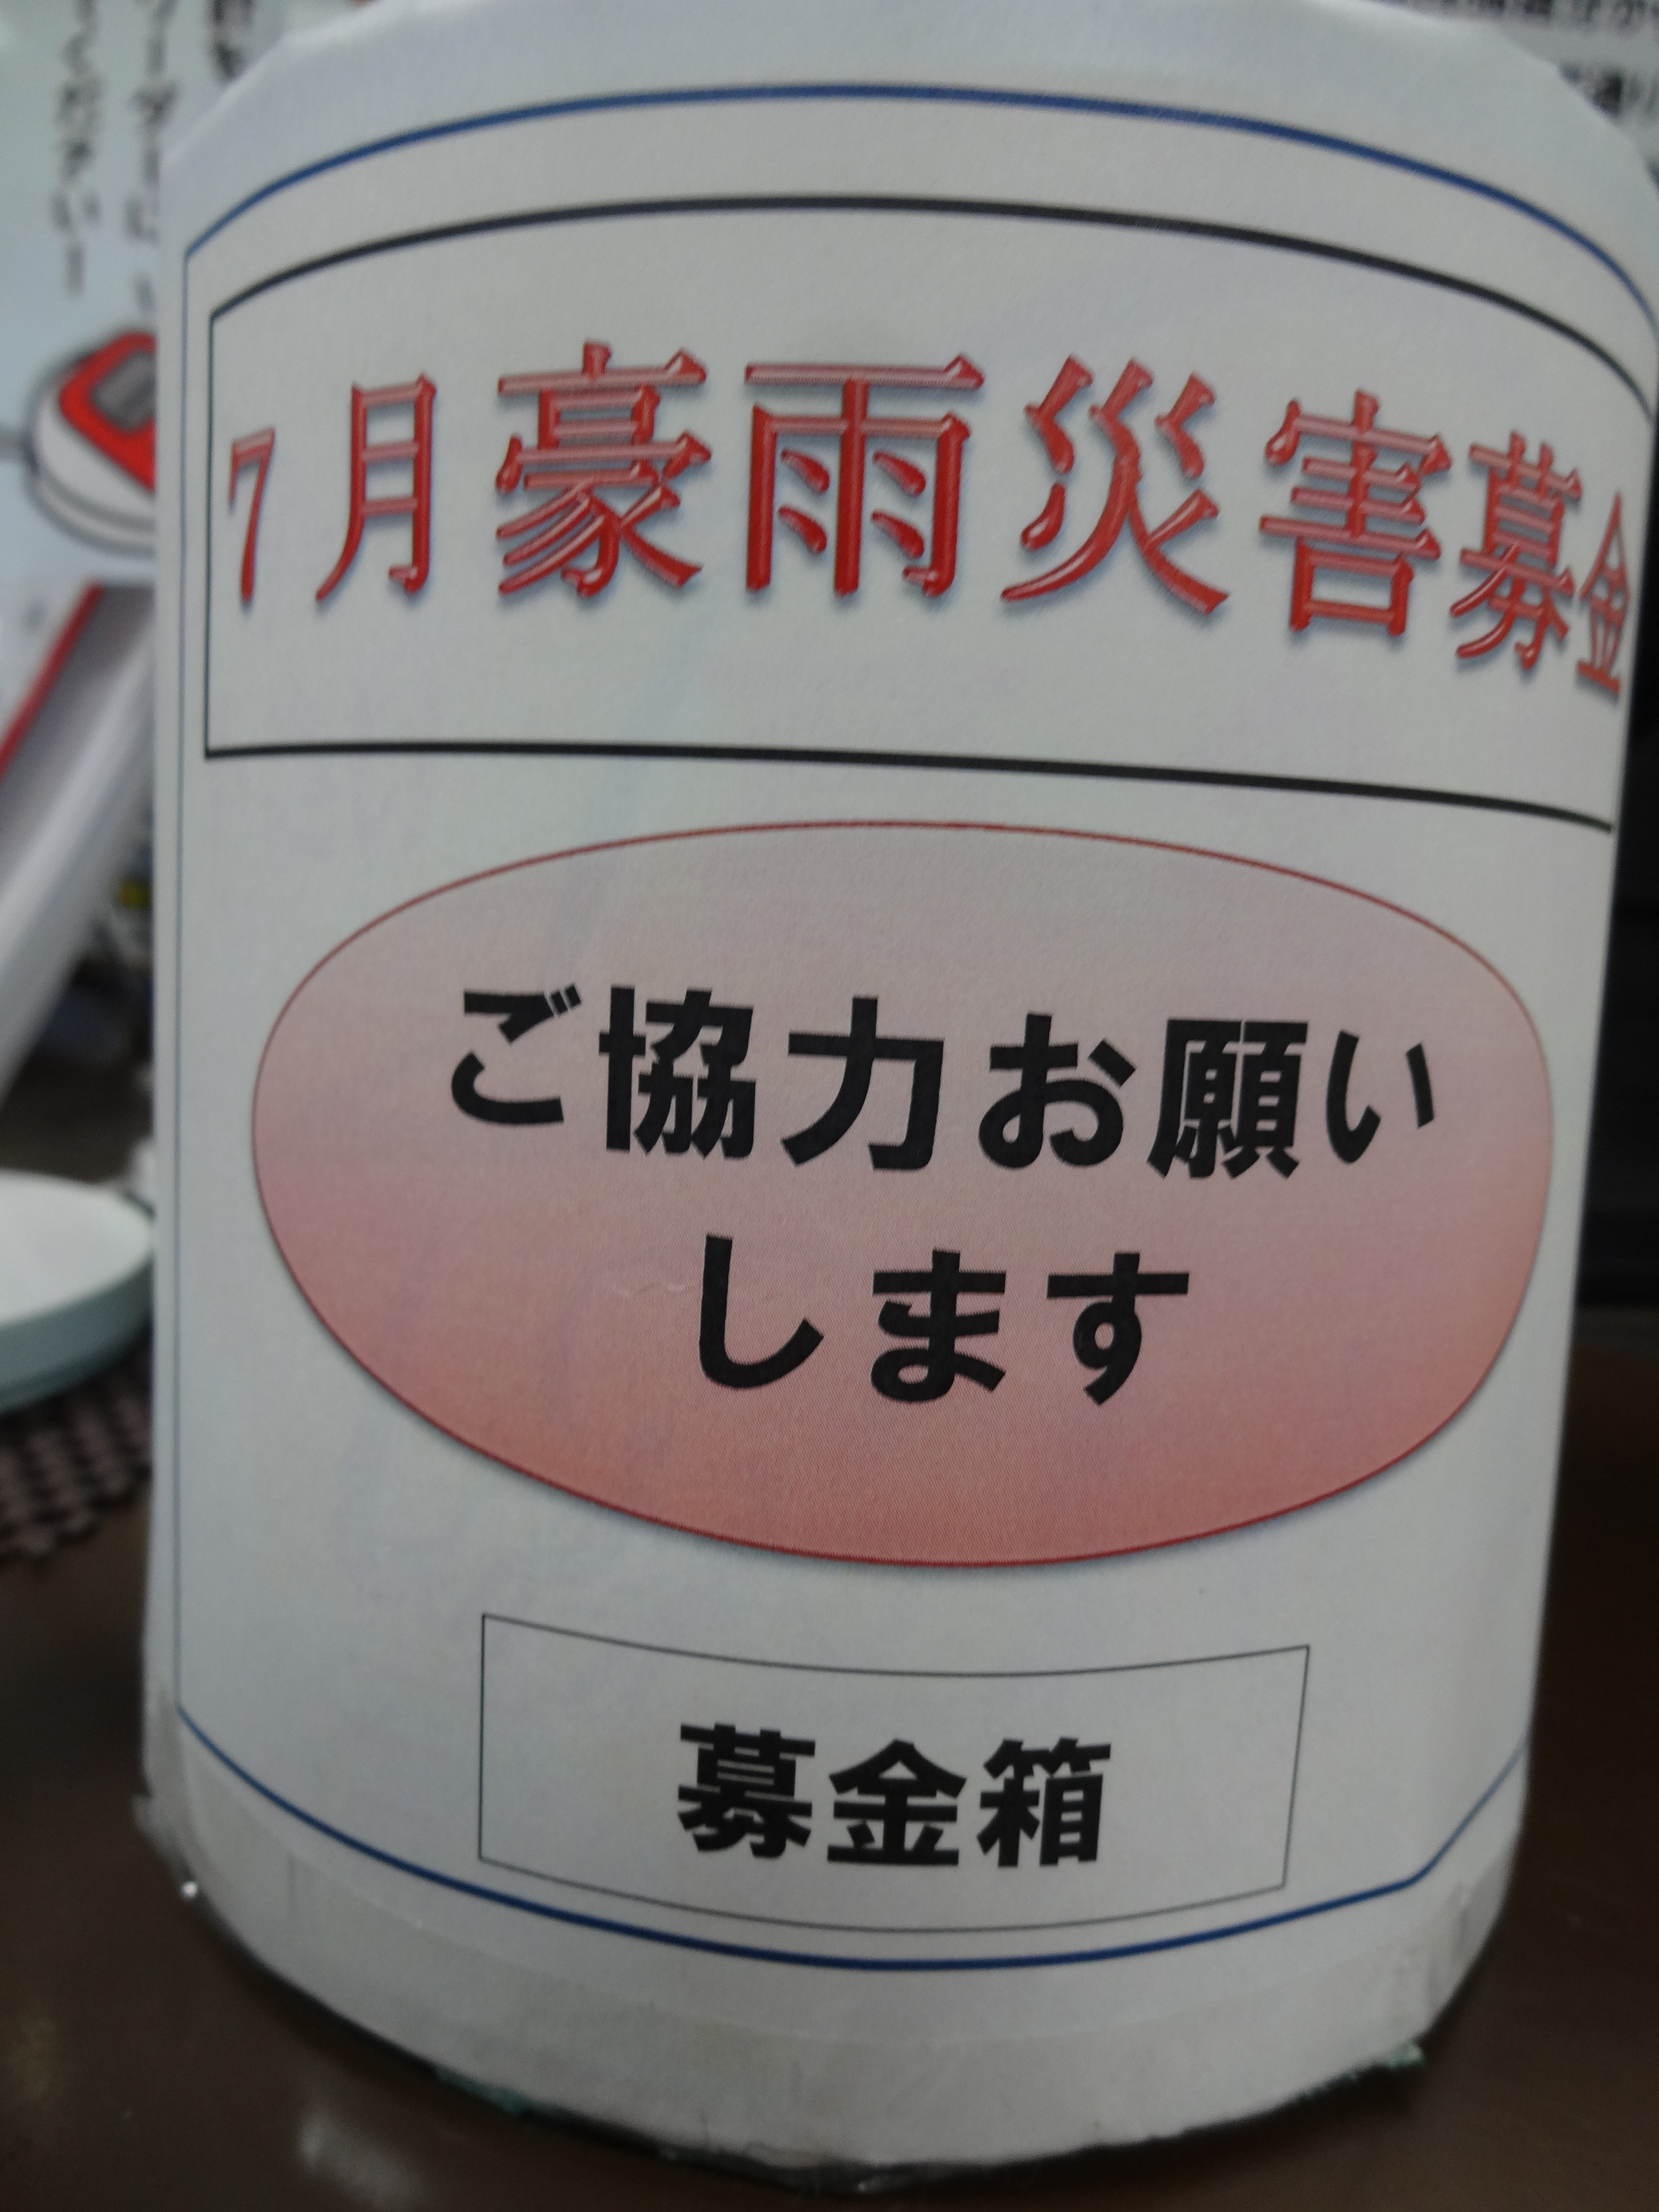 7月豪雨災害募金
ご協力お願い
します
募金箱